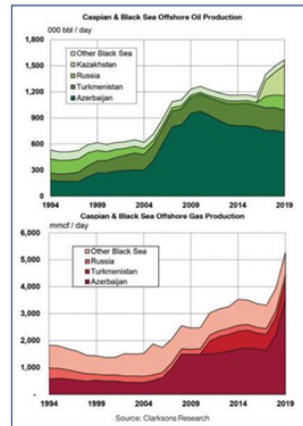 Caspian & Black Sea Offshore Oil Production
000 bbl / day
1,800
1,500
1,200
900
600
300
0
Other Black Sea
Kazakhstan
Russia
Turkmenistan
Azerbaijan
1994 1999 2004 2009 2014 2019
Caspian & Black Sea Offshore Gas Production
mmcf / day
6,000
5,000
4,000
3,000
2,000
1,000
-
Other Black Sea
Russia
Turkmenistan
Azerbaijan
1994 1999 2004 2009 2014 2019
Source: Clarksons Research